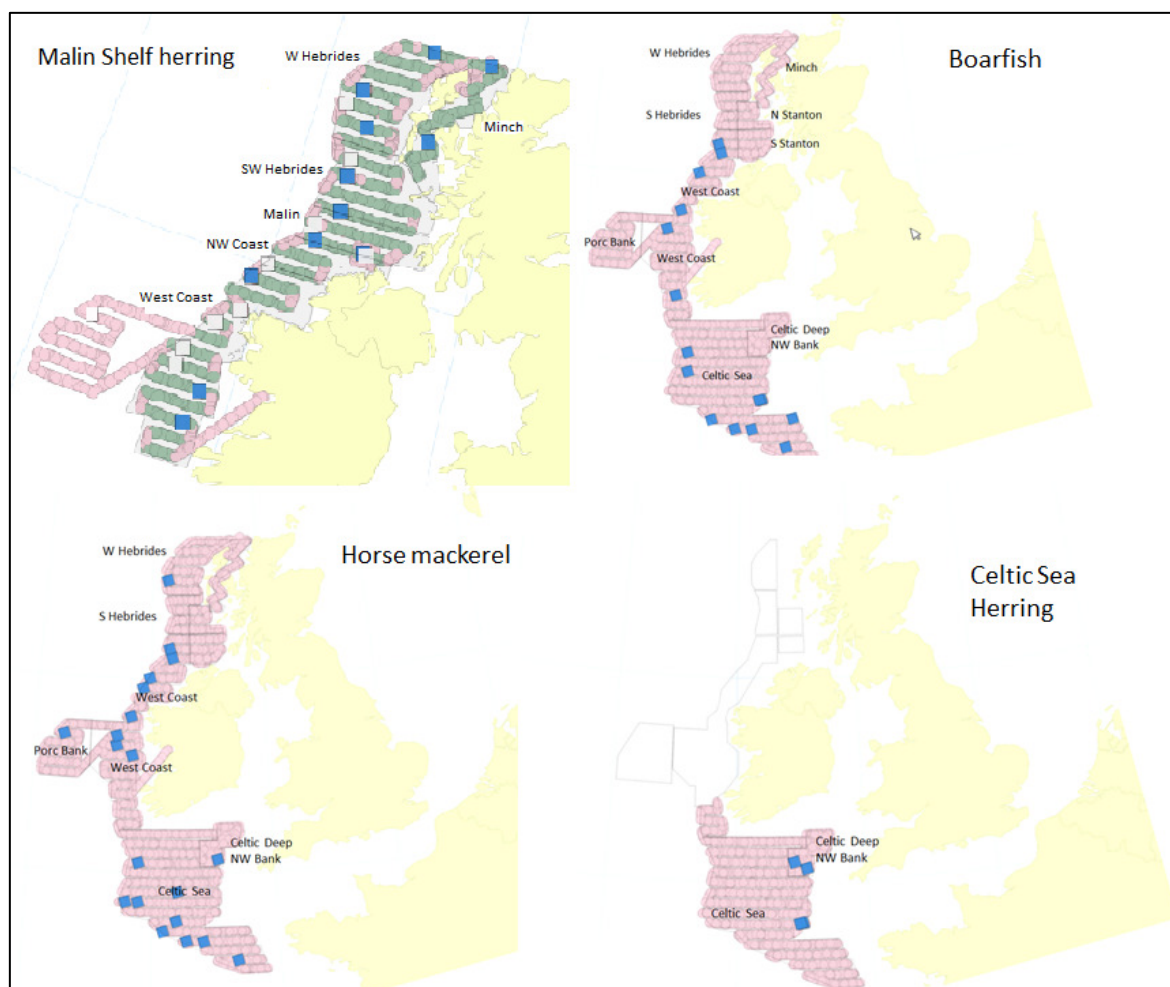 Malin Shelf herring
W Hebrides
Minch
SW Hebrides
Malin
NW Coast
West Coast
Boarfish
W Hebrides
Minch
S Hebrides
N Stanton
S Stanton
West Coast
Porc Bank
West Coast
Celtic Deep
NW Bank
Celtic Sea
Horse mackerel
W Hebrides
S Hebrides
West Coast
Porc Bank
West Coast
Celtic Deep
NW Bank
Celtic Sea
Celtic Sea
Herring
Celtic Deep
NW Bank
Celtic Sea